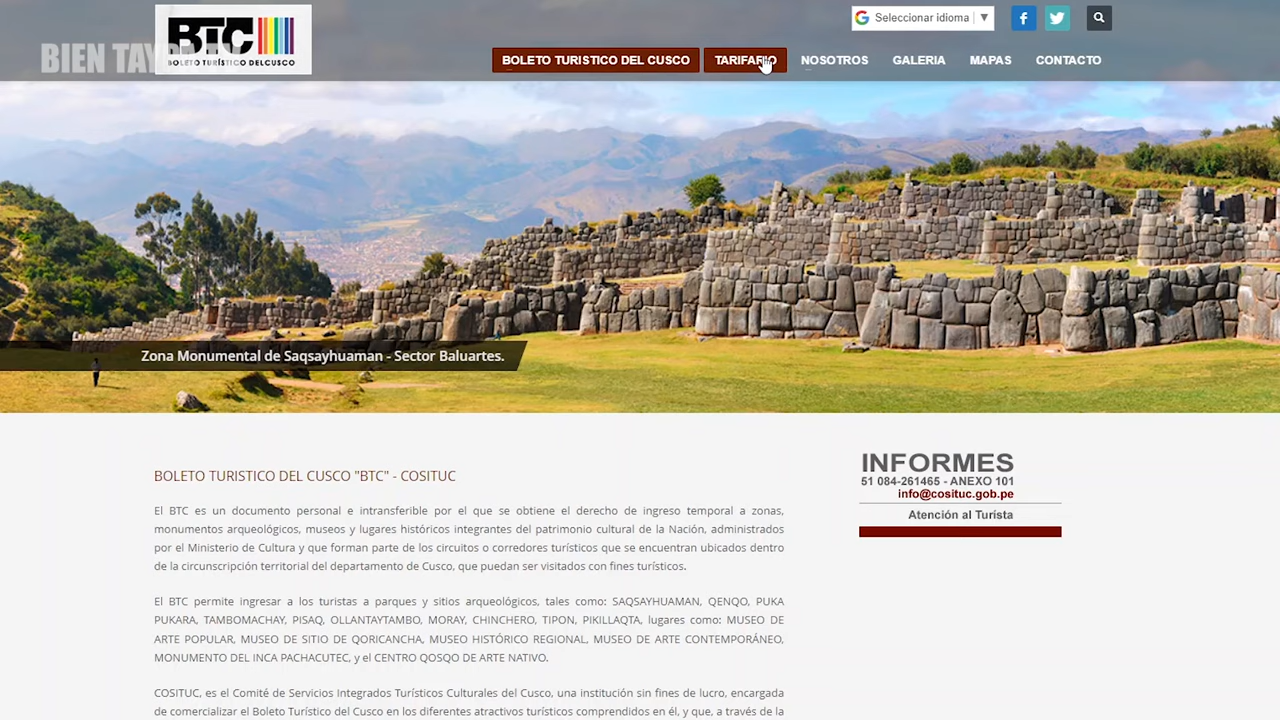 BIEN TAYPA TV
BTC
BOLETO TURÍSTICO DEL CUSCO
Seleccionar idioma
BOLETO TURISTICO DEL CUSCO
TARIFARIO
NOSOTROS
GALERIA
MAPAS
CONTACTO
Zona Monumental de Saqsayhuaman - Sector Baluartes.
BOLETO TURISTICO DEL CUSCO "BTC" - COSITUC
El BTC es un documento personal e intransferible por el que se obtiene el derecho de ingreso temporal a zonas,
monumentos arqueológicos, museos y lugares históricos integrantes del patrimonio cultural de la Nación, administrados
por el Ministerio de Cultura y que forman parte de los circuitos o corredores turísticos que se encuentran ubicados dentro
de la circunscripción territorial del departamento de Cusco, que puedan ser visitados con fines turísticos.
El BTC permite ingresar a los turistas a parques y sitios arqueológicos, tales como: SAQSAYHUAMAN, QENQO, PUKA
PUKARA, TAMBOMACHAY, PISAQ, OLLANTAYTAMBO, MORAY, CHINCHERO, TIPON, PIKILLAQTA, lugares como: MUSEO DE
ARTE POPULAR, MUSEO DE SITIO DE QORICANCHA, MUSEO HISTÓRICO REGIONAL, MUSEO DE ARTE CONTEMPORÁNEO,
MONUMENTO DEL INCA PACHACUTEC, y el CENTRO QOSQO DE ARTE NATIVO.
COSITUC, es el Comité de Servicios Integrados Turísticos Culturales del Cusco, una institución sin fines de lucro, encargada
de comercializar el Boleto Turístico del Cusco en los diferentes atractivos turísticos comprendidos en él, y que, a través de la
INFORMES
51 084-261465 - ANEXO 101
info@cosituc.gob.pe
Atención al Turista